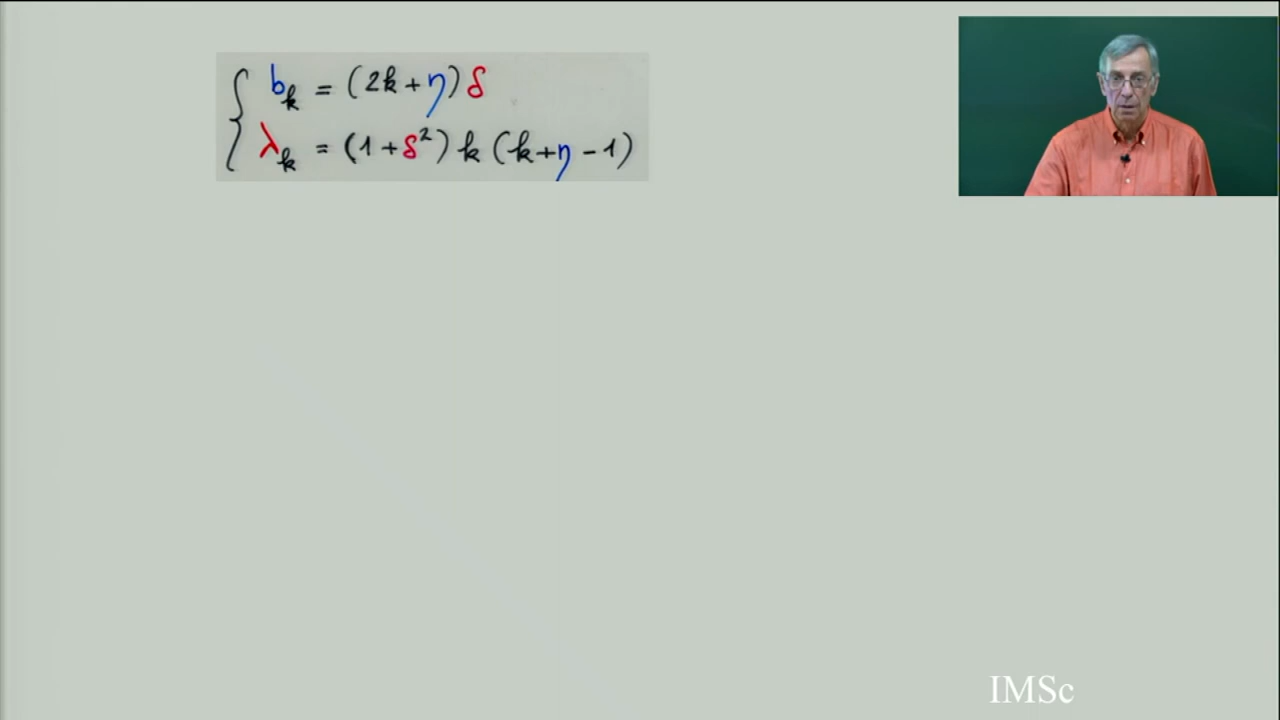 b_k = (2k+η)δ
λ_k = (1+δ²) k (k+η-1)
IMSc